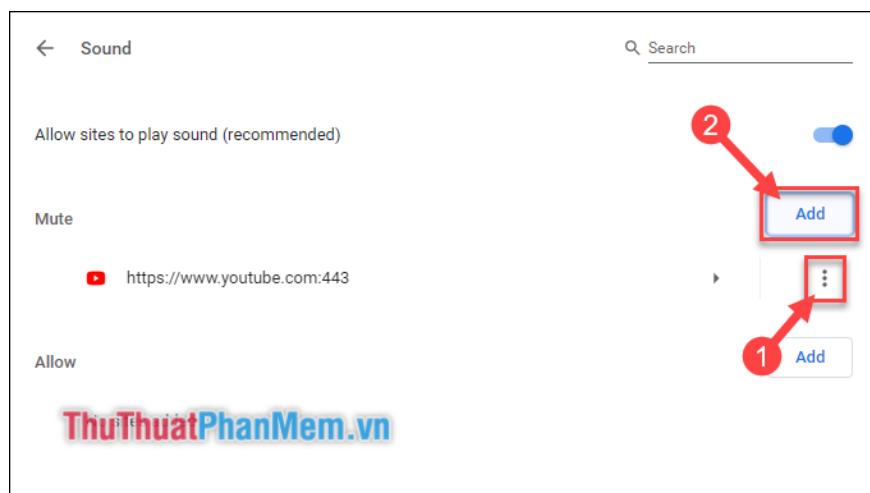 Sound
Search
Allow sites to play sound (recommended)
2
Mute
Add
https://www.youtube.com:443
1
Allow
Add
ThuThuatPhanMem.vn